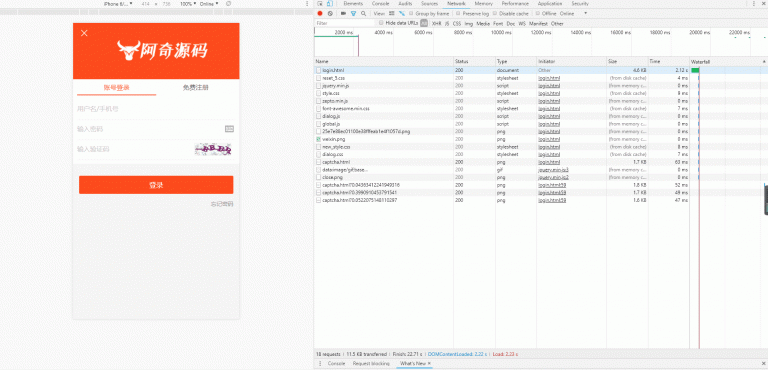 iPhone 6/... 414 × 736 100% Online
阿奇源码
账号登录 免费注册
用户名/手机号
输入密码
输入验证码
登录
忘记密码
Elements Console Audits Sources Network Memory Performance Application Security
View: Group by frame Preserve log Disable cache Offline Online
Filter Hide data URLs All XHR JS CSS Img Media Font Doc WS Manifest Other
2000 ms 4000 ms 6000 ms 8000 ms 10000 ms 12000 ms 14000 ms 16000 ms 18000 ms 20000 ms 22000 ms
Name Status Type Initiator Size Time Waterfall
login.html 200 document Other 4.6 KB 2.12 s
reset_5.css 200 stylesheet login.html (from disk cache) 4 ms
jquery.min.js 200 script login.html (from memory c... 0 ms
style.css 200 stylesheet login.html (from disk cache) 8 ms
zepto.min.js 200 script login.html (from memory c... 0 ms
font-awesome.min.css 200 stylesheet login.html (from disk cache) 7 ms
dialog.js 200 script login.html (from memory c... 0 ms
global.js 200 script login.html (from memory c... 0 ms
png login.html (from memory c... 0 ms
weixin.png 200 png login.html (from memory c... 0 ms
new_style.css 200 stylesheet login.html (from disk cache) 7 ms
dialog.css 200 stylesheet login.html (from disk cache) 7 ms
captcha.html 200 png login.html 1.7 KB 63 ms
data:image/gif;base... 200 gif jquery.min.js:3 (from memory c... 0 ms
close.png 200 png jquery.min.js:2 (from memory c... 0 ms
captcha.html?0.04363412241949316 200 png login.html:59 1.8 KB 52 ms
captcha.html?0.3990910453791541 200 png login.html:59 1.7 KB 49 ms
captcha.html?0.0522075148110297 200 png login.html:59 1.6 KB 47 ms
18 requests | 11.5 KB transferred | Finish: 22.71 s | DOMContentLoaded: 2.22 s | Load: 2.23 s
Console Request blocking What's New ×